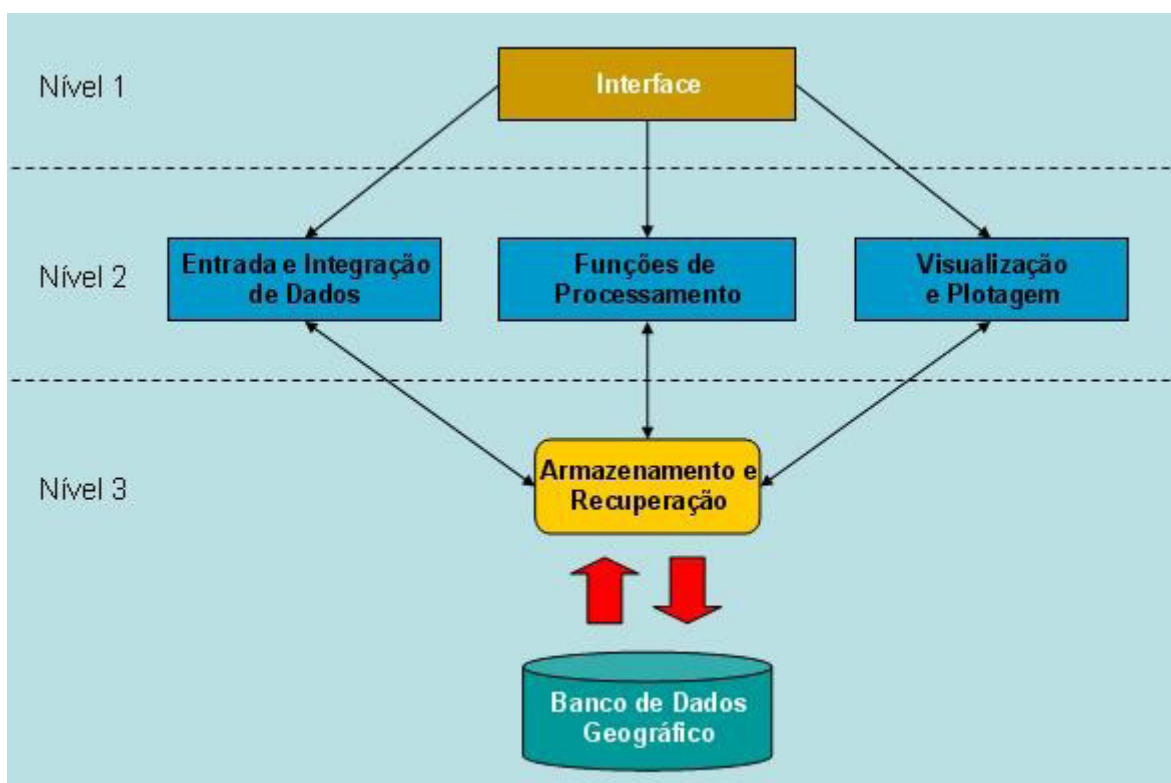 Nível 1
Interface
Nível 2
Entrada e Integração
de Dados
Funções de
Processamento
Visualização
e Plotagem
Nível 3
Armazenamento e
Recuperação
Banco de Dados
Geográfico